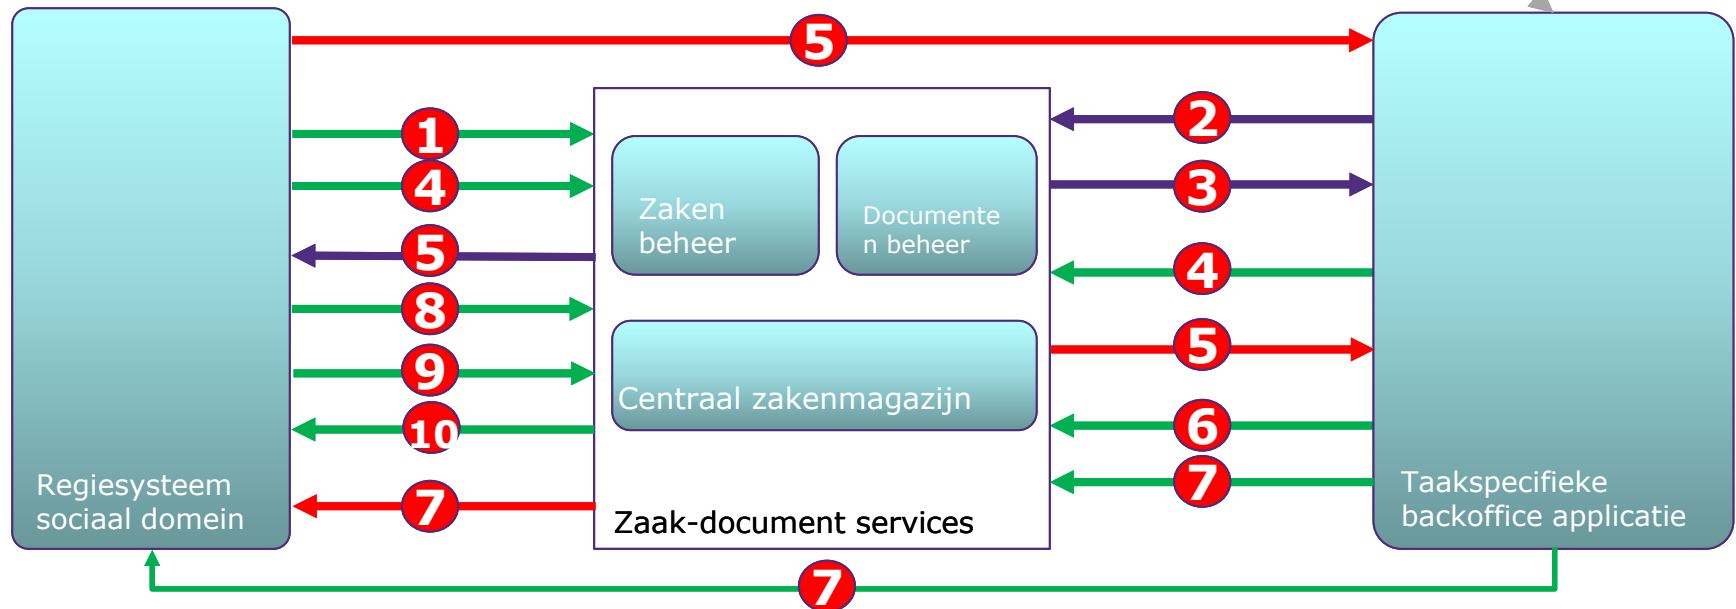 5
1
4
5
8
9
10
7
Regiesysteem
sociaal domein
Zaken
beheer
Documente
n beheer
Centraal zakenmagazijn
Zaak-document services
2
3
4
5
6
7
Taakspecifieke
backoffice applicatie
7